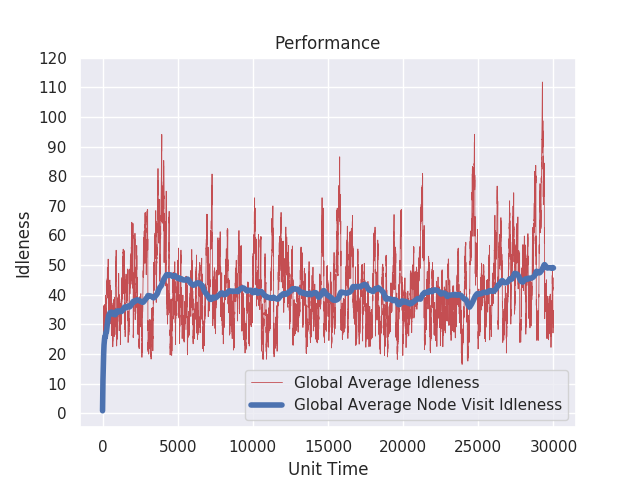 Performance
120
110
100
90
80
70
60
50
40
30
20
10
0
Idleness
Global Average Idleness
Global Average Node Visit Idleness
0 5000 10000 15000 20000 25000 30000
Unit Time